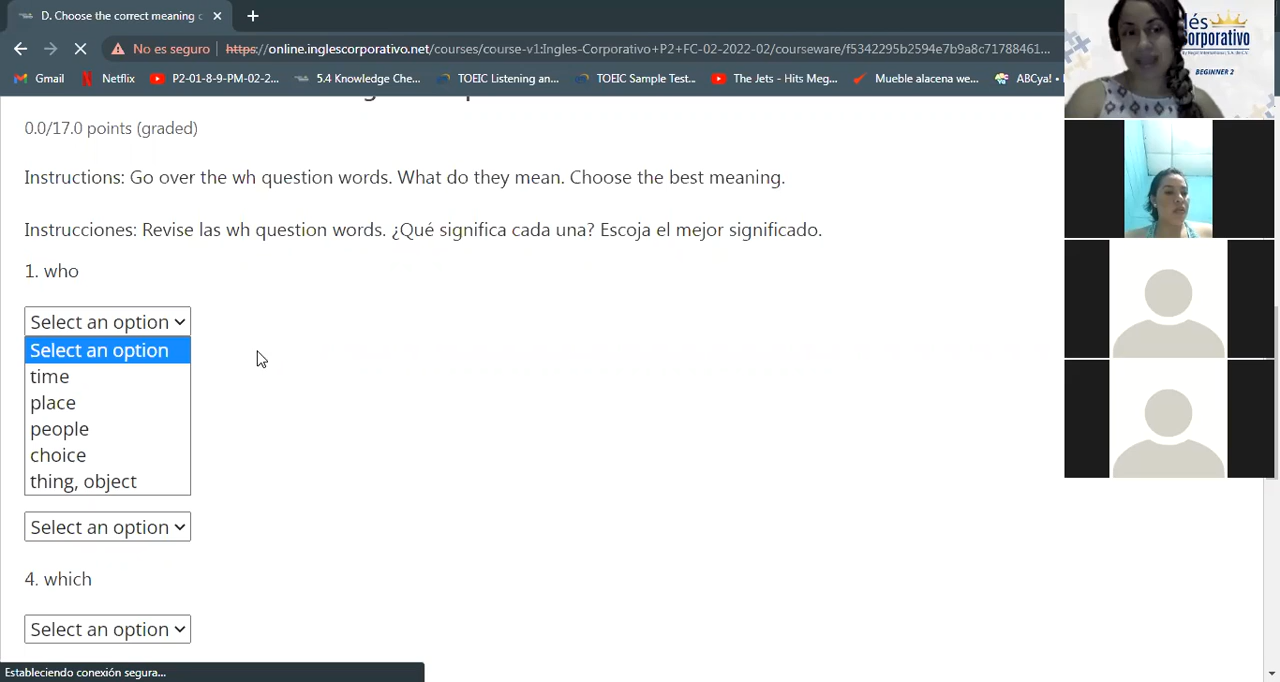 D. Choose the correct meaning
No es seguro
https://online.inglescorporativo.net/courses/course-v1:Ingles-Corporativo+P2+FC-02-2022-02/courseware/f5342295b2594e7b9a8c71788461...
Gmail
Netflix
P2-01-8-9-PM-02-2...
5.4 Knowledge Che...
TOEIC Listening an...
TOEIC Sample Test...
The Jets - Hits Meg...
Mueble alacena we...
ABCya!
lés
Corporativo
BEGINNER 2
0.0/17.0 points (graded)
Instructions: Go over the wh question words. What do they mean. Choose the best meaning.
Instrucciones: Revise las wh question words. ¿Qué significa cada una? Escoja el mejor significado.
1. who
Select an option
Select an option
time
place
people
choice
thing, object
Select an option
4. which
Select an option
Estableciendo conexión segura...